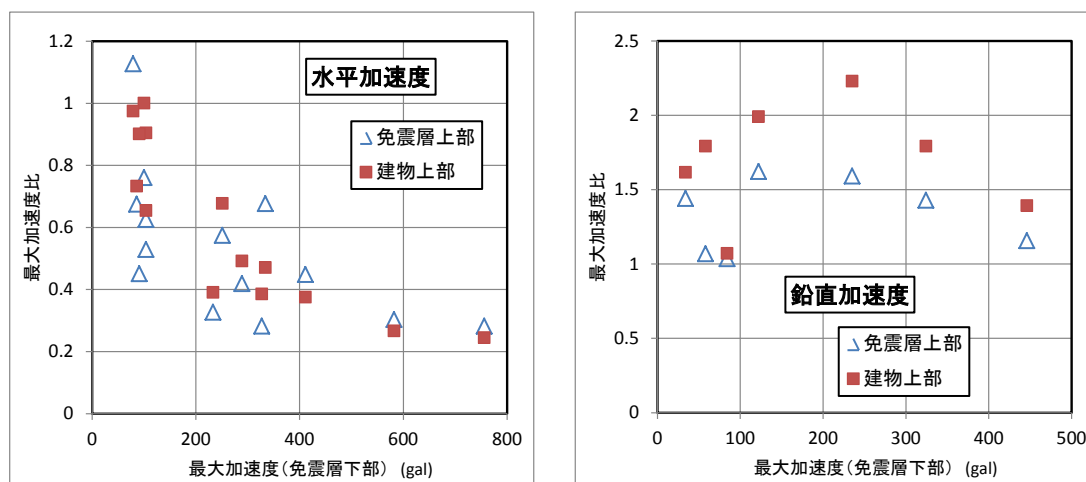 1.2
1
0.8
0.6
0.4
0.2
0
最大加速度比
水平加速度
免震層上部
建物上部
0 200 400 600 800
最大加速度(免震層下部) (gal)
2.5
2
1.5
1
0.5
0
最大加速度比
鉛直加速度
免震層上部
建物上部
0 100 200 300 400 500
最大加速度(免震層下部) (gal)